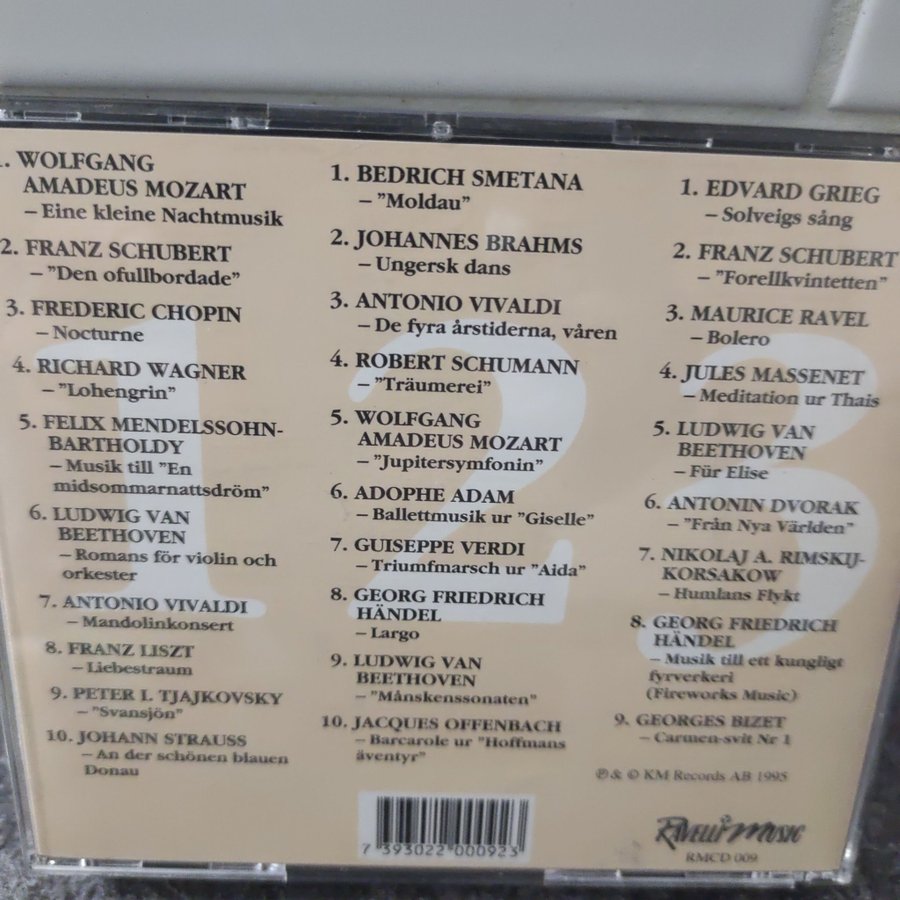 1. WOLFGANG
AMADEUS MOZART
– Eine kleine Nachtmusik
2. FRANZ SCHUBERT
– ”Den ofullbordade”
3. FREDERIC CHOPIN
– Nocturne
4. RICHARD WAGNER
– ”Lohengrin”
5. FELIX MENDELSSOHN-
BARTHOLDY
– Musik till ”En
midsommarnattsdröm”
6. LUDWIG VAN
BEETHOVEN
– Romans för violin och
orkester
7. ANTONIO VIVALDI
– Mandolinkonsert
8. FRANZ LISZT
– Liebestraum
9. PETER I. TJAJKOVSKY
– ”Svansjön”
10. JOHANN STRAUSS
– An der schönen blauen
Donau
1
1. BEDRICH SMETANA
– ”Moldau”
2. JOHANNES BRAHMS
– Ungersk dans
3. ANTONIO VIVALDI
– De fyra årstiderna, våren
4. ROBERT SCHUMANN
– ”Träumerei”
5. WOLFGANG
AMADEUS MOZART
– ”Jupitersymfonin”
6. ADOPHE ADAM
– Ballettmusik ur ”Giselle”
7. GUISEPPE VERDI
– Triumfmarsch ur ”Aida”
8. GEORG FRIEDRICH
HÄNDEL
– Largo
9. LUDWIG VAN
BEETHOVEN
– ”Månskenssonaten”
10. JACQUES OFFENBACH
– Barcarole ur ”Hoffmans
äventyr”
2
1. EDVARD GRIEG
– Solveigs sång
2. FRANZ SCHUBERT
– ”Forellkvintetten”
3. MAURICE RAVEL
– Bolero
4. JULES MASSENET
– Meditation ur Thais
5. LUDWIG VAN
BEETHOVEN
– Für Elise
6. ANTONIN DVORAK
– ”Från Nya Världen”
7. NIKOLAJ A. RIMSKIJ-
KORSAKOW
– Humlans Flykt
8. GEORG FRIEDRICH
HÄNDEL
– Musik till ett kungligt
fyrverkeri
(Fireworks Music)
9. GEORGES BIZET
– Carmen-svit Nr 1
3
℗ & © KM Records AB 1995
7 393022 000923
RAVELL MUSIC
RMCD 009